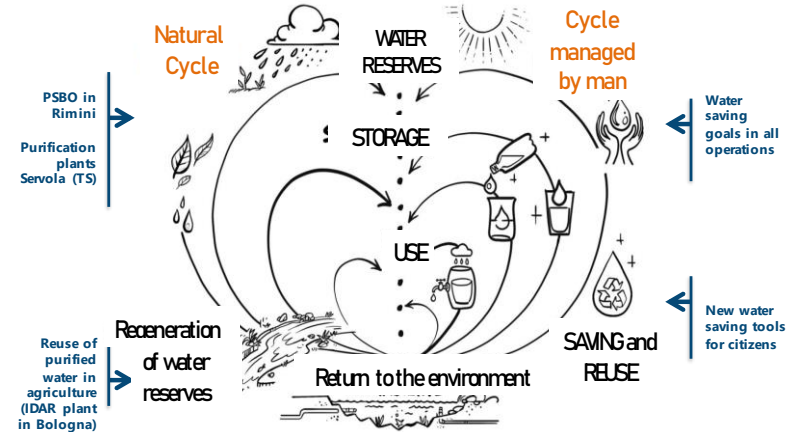 Natural
Cycle
WATER
RESERVES
Cycle
managed
by man
PSBO in
Rimini
Purification
plants
Servola (TS)
STORAGE
Water
saving
goals in all
operations
USE
Regeneration
of water
reserves
Reuse of
purified
water in
agriculture
(IDAR plant
in Bologna)
Return to the environment
SAVING and
REUSE
New water
saving tools
for citizens